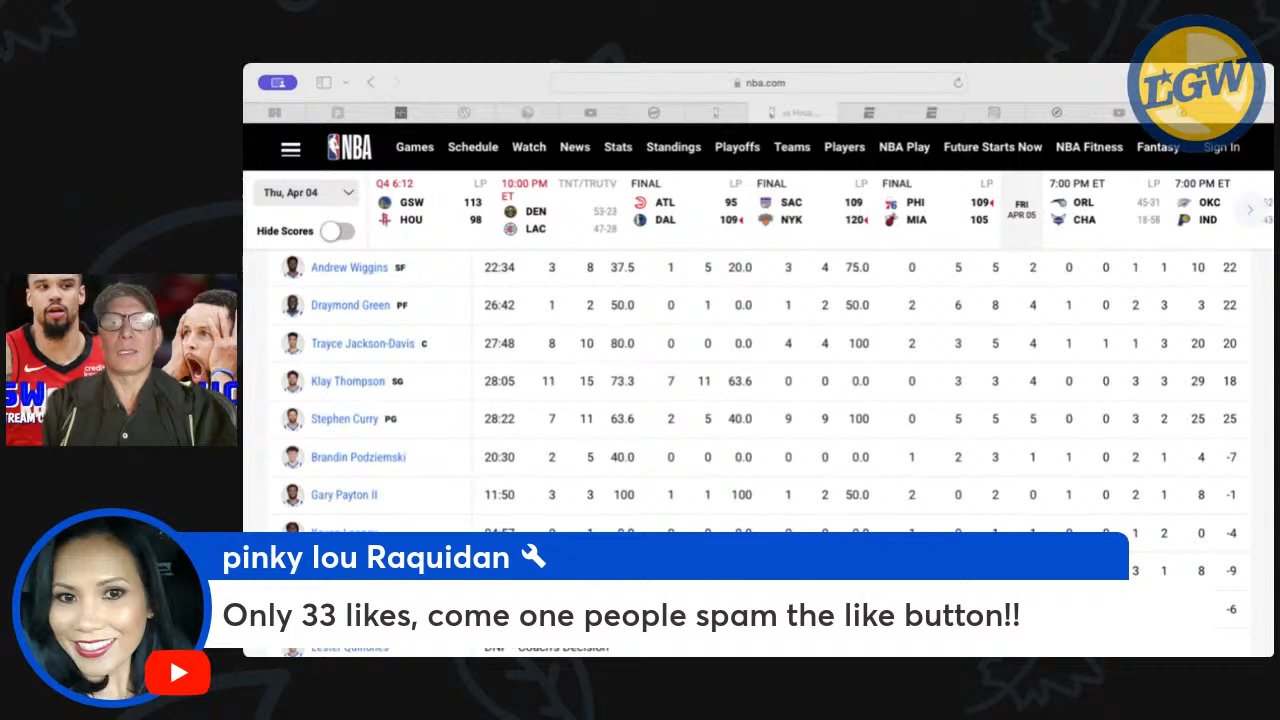 LGW
nba.com
rs Hous...
NBA Games Schedule Watch News Stats Standings Playoffs Teams Players NBA Play Future Starts Now NBA Fitness Fantasy Sign In
Thu, Apr 04
Hide Scores
Q4 6:12 LP
GSW 113
HOU 98
10:00 PM ET TNT/TRUTV
DEN 53-23
LAC 47-28
FINAL LP
ATL 95
DAL 109
FINAL LP
SAC 109
NYK 120
FINAL LP
PHI 109
MIA 105
FRI
APR 05
7:00 PM ET LP
ORL 45-31
CHA 18-58
7:00 PM ET
OKC
IND
Andrew Wiggins SF 22:34 3 8 37.5 1 5 20.0 3 4 75.0 0 5 5 2 0 0 1 1 10 22
Draymond Green PF 26:42 1 2 50.0 0 1 0.0 1 2 50.0 2 6 8 4 1 0 2 3 3 22
Trayce Jackson-Davis C 27:48 8 10 80.0 0 0 0.0 4 4 100 2 3 5 4 1 1 1 3 20 20
Klay Thompson SG 28:05 11 15 73.3 7 11 63.6 0 0 0.0 0 3 3 4 0 0 3 3 29 18
Stephen Curry PG 28:22 7 11 63.6 2 5 40.0 9 9 100 0 5 5 5 0 0 3 2 25 25
Brandin Podziemski 20:30 2 5 40.0 0 0 0.0 0 0 0.0 1 2 3 1 1 0 2 1 4 -7
Gary Payton II 11:50 3 3 100 1 1 100 1 2 50.0 2 0 2 0 1 0 2 1 8 -1
1 2 0 -4
3 1 8 -9
-6
Lester Quinones DNP - Coach's Decision
STREAM
pinky lou Raquidan
Only 33 likes, come one people spam the like button!!